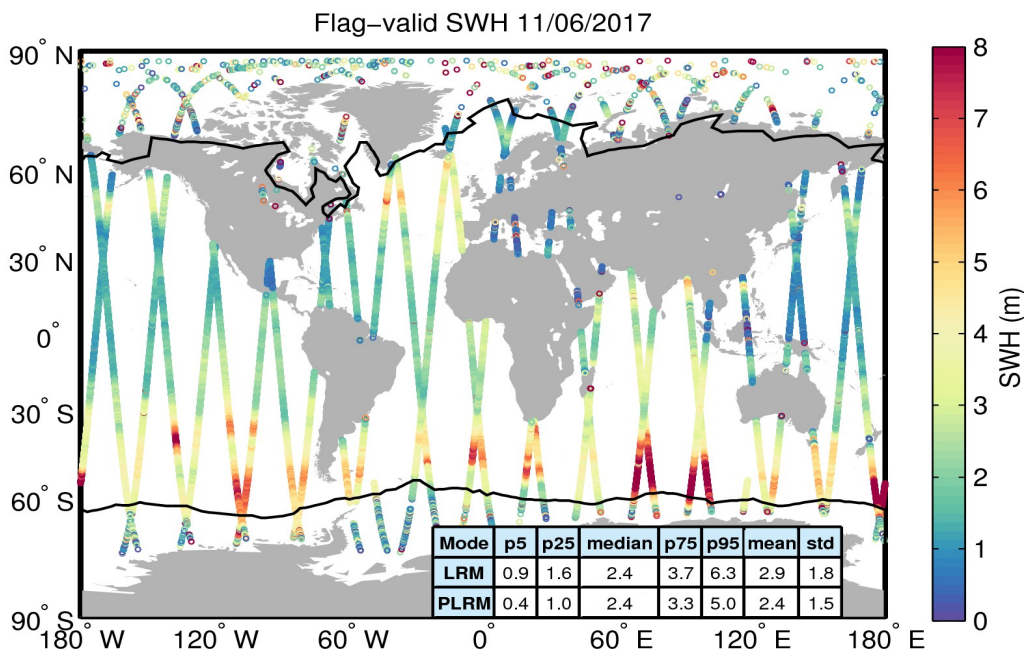 Flag−valid SWH 11/06/2017
90° N
60° N
30° N
0°
30° S
60° S
90° S
180° W
120° W
60° W
0°
60° E
120° E
180° E
Mode p5 p25 median p75 p95 mean std
LRM 0.9 1.6 2.4 3.7 6.3 2.9 1.8
PLRM 0.4 1.0 2.4 3.3 5.0 2.4 1.5
8
7
6
5
4
3
2
1
0
SWH (m)